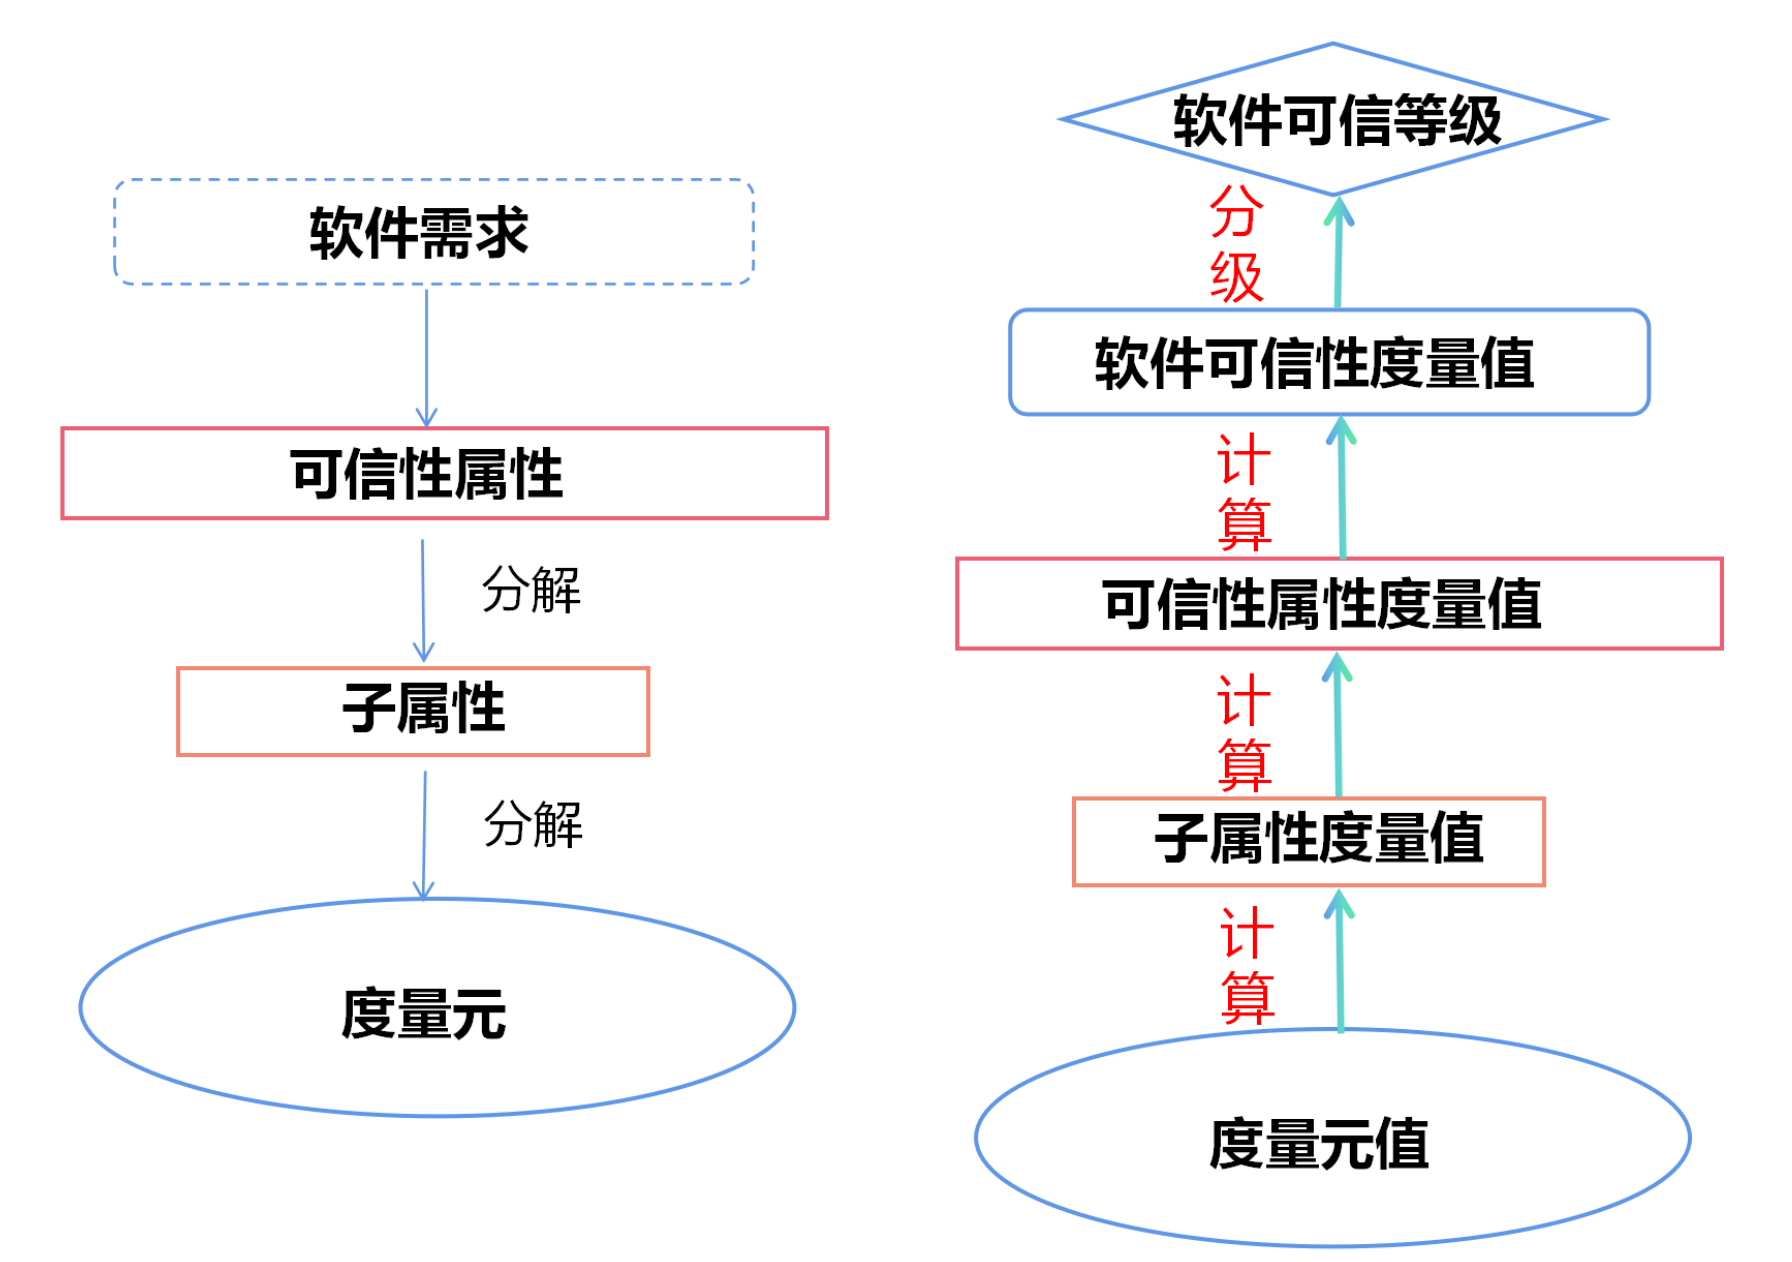 软件需求
可信性属性
分解
子属性
分解
度量元
软件可信等级
分
级
软件可信性度量值
计
算
可信性属性度量值
计
算
子属性度量值
计
算
度量元值